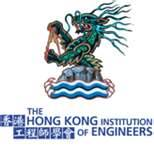 THE
香港 HONG KONG INSTITUTION
工程師學會 OF ENGINEERS